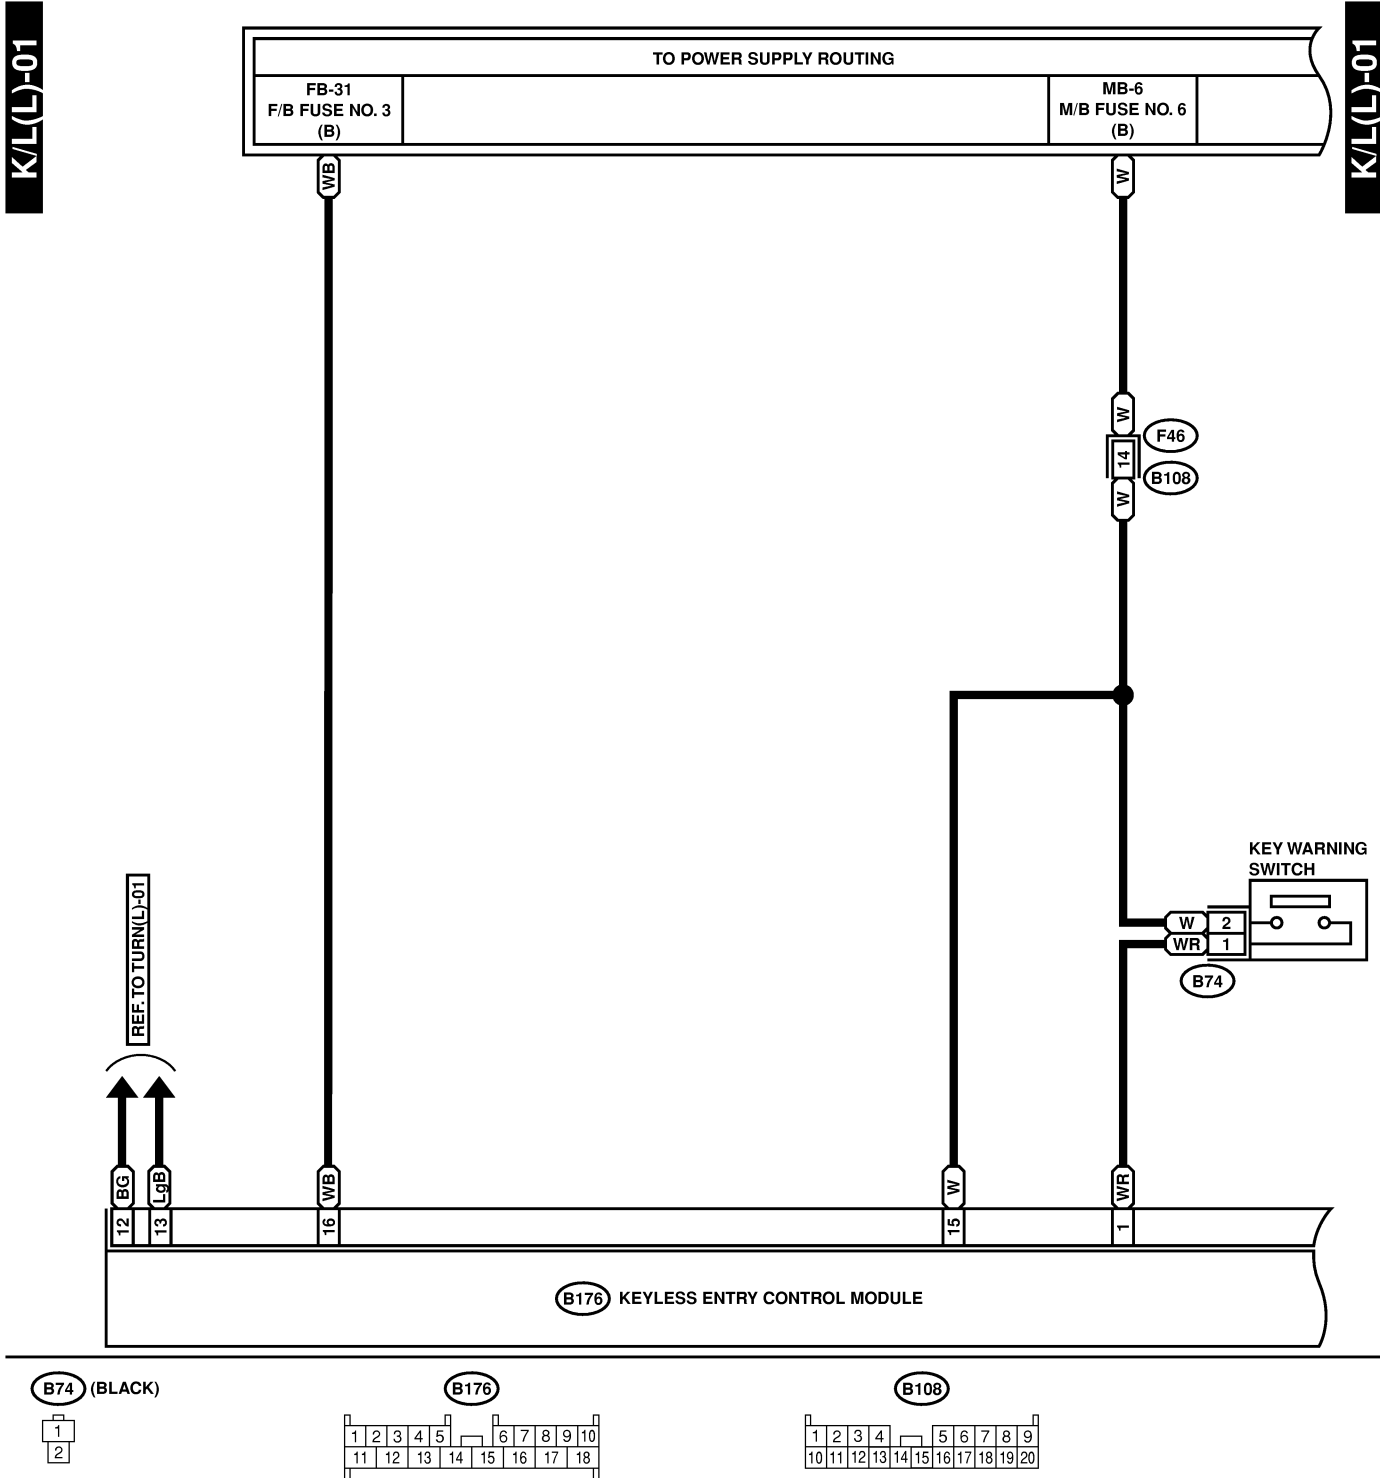 K/L(L)-01
K/L(L)-01
TO POWER SUPPLY ROUTING
FB-31
F/B FUSE NO. 3
(B)
MB-6
M/B FUSE NO. 6
(B)
WB
W
W
F46
14
B108
W
KEY WARNING
SWITCH
W 2
WR 1
B74
REF. TO TURN(L)-01
BG
LgB
WB
W
WR
12
13
16
15
1
B176 KEYLESS ENTRY CONTROL MODULE
B74 (BLACK)
1
2
B176
1 2 3 4 5 6 7 8 9 10
11 12 13 14 15 16 17 18
B108
1 2 3 4 5 6 7 8 9
10 11 12 13 14 15 16 17 18 19 20